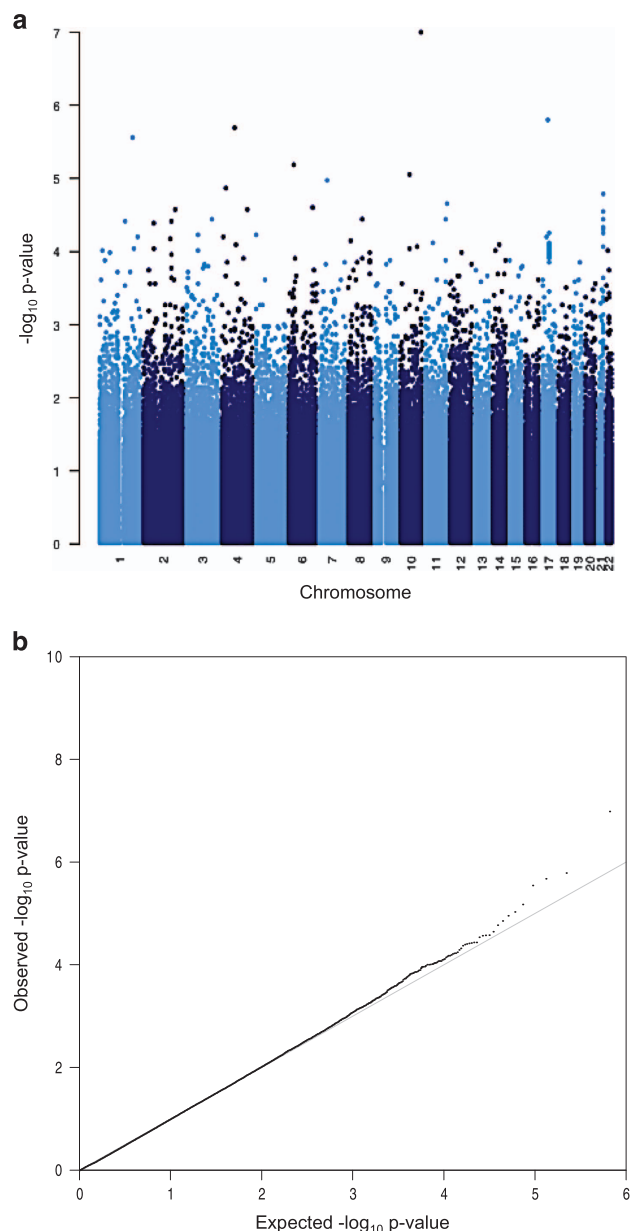 a
7
6
5
4
3
2
1
0
-log10 p-value
1 2 3 4 5 6 7 8 9 10 11 12 13 14 15 16 17 18 19 20 21 22
Chromosome
b
10
8
6
4
2
0
Observed -log10 p-value
0 1 2 3 4 5 6
Expected -log10 p-value